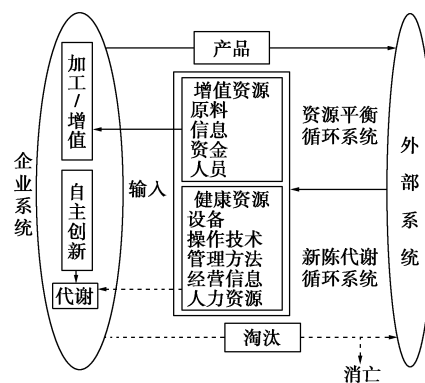 产品
加工/增值
增值资源
原料
信息
资金
人员
资源平衡
循环系统
企业系统
输入
外部系统
自主创新
健康资源
设备
操作技术
管理方法
经营信息
人力资源
新陈代谢
循环系统
代谢
淘汰
消亡